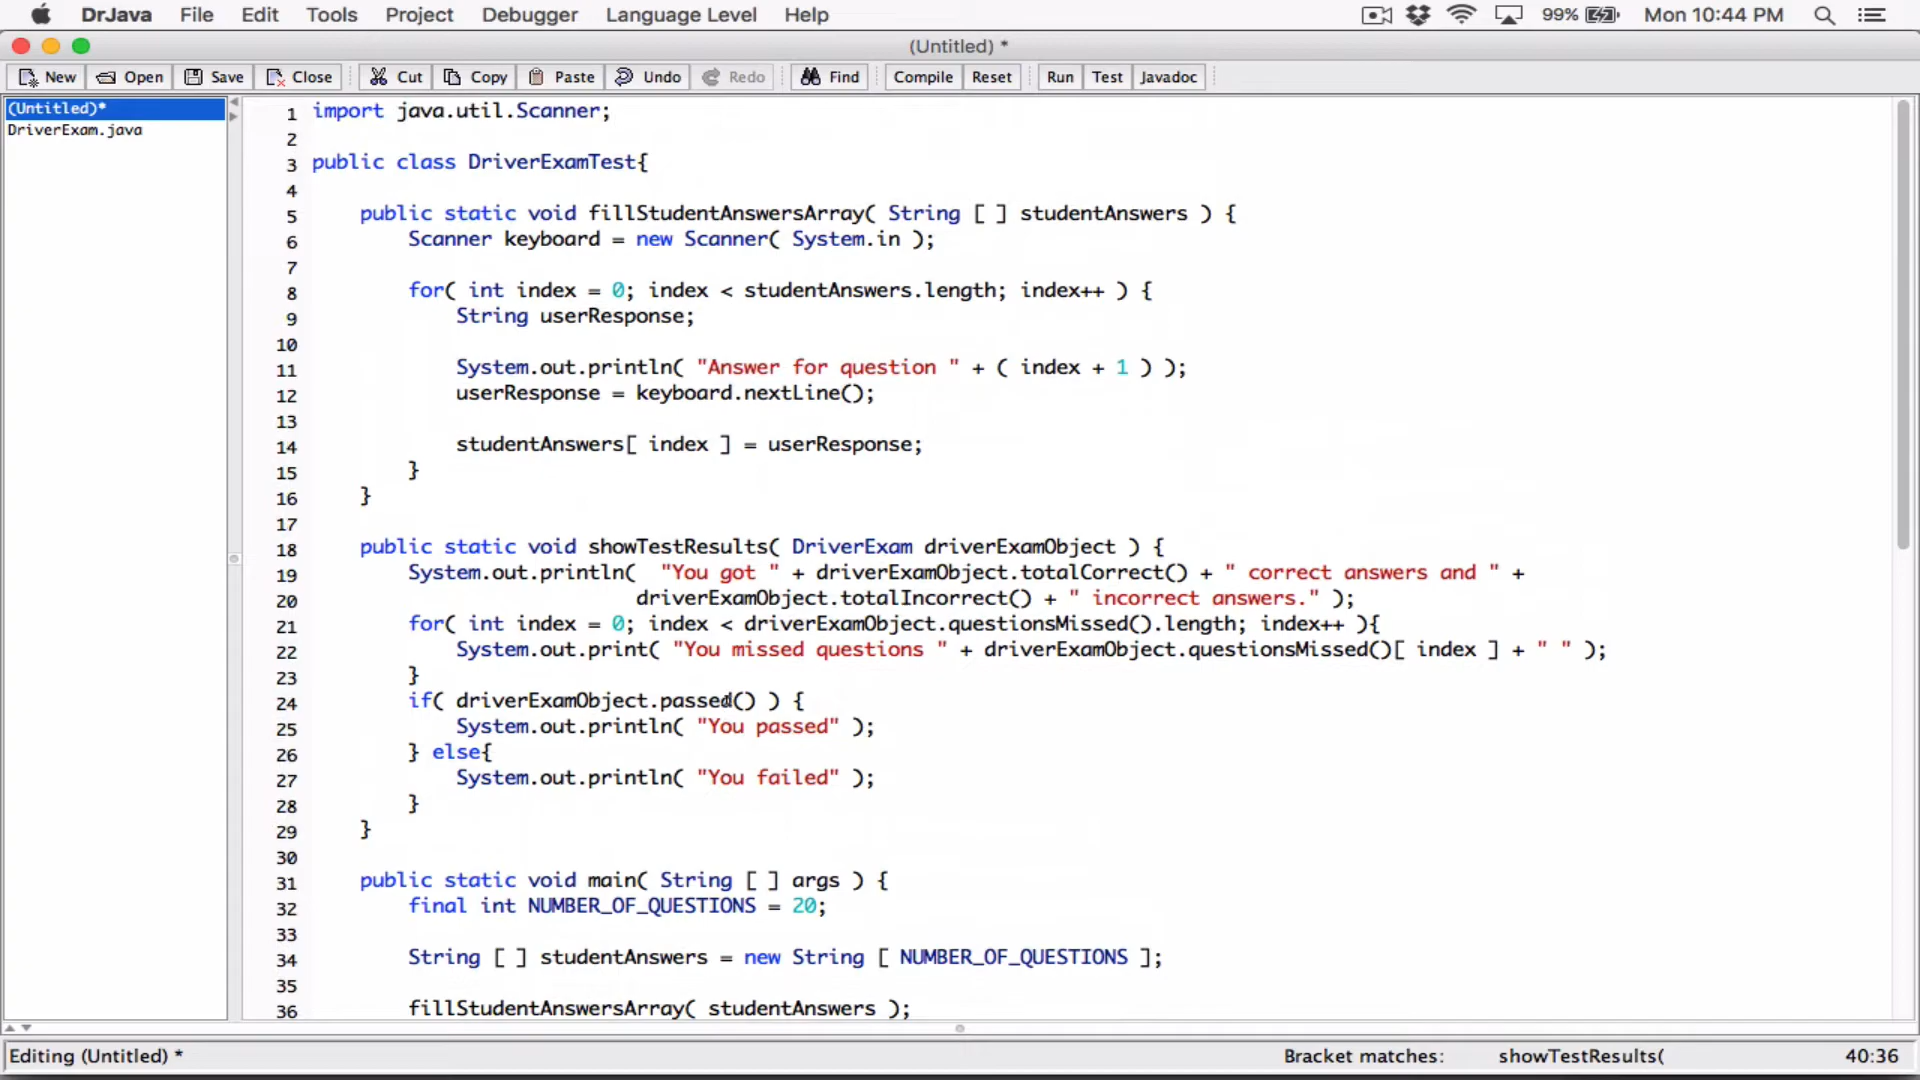 DrJava File Edit Tools Project Debugger Language Level Help 99% Mon 10:44 PM
(Untitled) *
New Open Save Close Cut Copy Paste Undo Redo Find Compile Reset Run Test Javadoc
(Untitled)*
DriverExam.java
1 import java.util.Scanner;
2
3 public class DriverExamTest{
4
5 public static void fillStudentAnswersArray( String [ ] studentAnswers ) {
6 Scanner keyboard = new Scanner( System.in );
7
8 for( int index = 0; index < studentAnswers.length; index++ ) {
9 String userResponse;
10
11 System.out.println( "Answer for question " + ( index + 1 ) );
12 userResponse = keyboard.nextLine();
13
14 studentAnswers[ index ] = userResponse;
15 }
16 }
17
18 public static void showTestResults( DriverExam driverExamObject ) {
19 System.out.println(  "You got " + driverExamObject.totalCorrect() + " correct answers and " +
20 driverExamObject.totalIncorrect() + " incorrect answers." );
21 for( int index = 0; index < driverExamObject.questionsMissed().length; index++ ){
22 System.out.print( "You missed questions " + driverExamObject.questionsMissed()[ index ] + " " );
23 }
24 if( driverExamObject.passed() ) {
25 System.out.println( "You passed" );
26 } else{
27 System.out.println( "You failed" );
28 }
29 }
30
31 public static void main( String [ ] args ) {
32 final int NUMBER_OF_QUESTIONS = 20;
33
34 String [ ] studentAnswers = new String [ NUMBER_OF_QUESTIONS ];
35
36 fillStudentAnswersArray( studentAnswers );
Editing (Untitled) * Bracket matches: showTestResults( 40:36